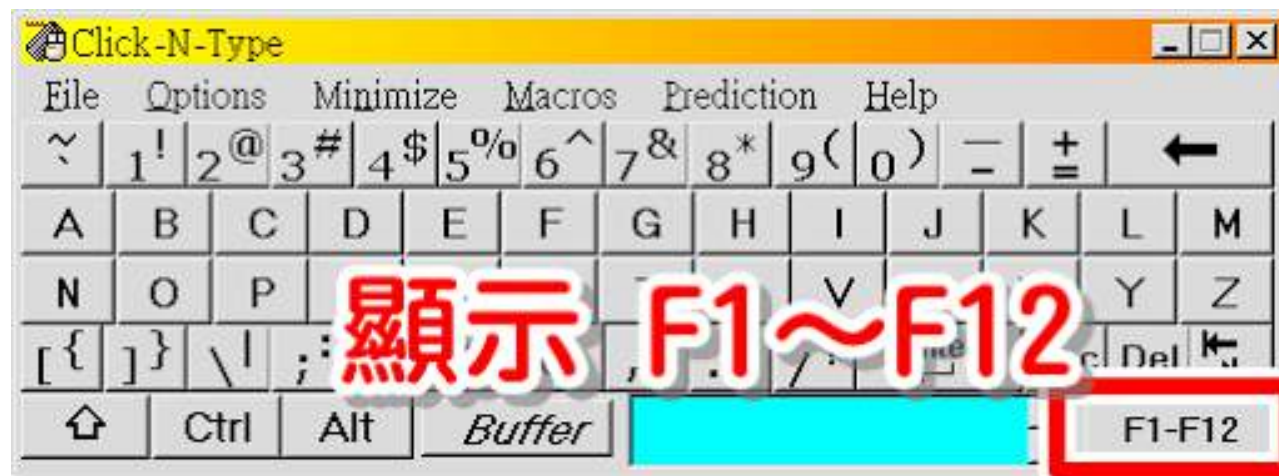 Click-N-Type
File Options Minimize Macros Prediction Help
~ ` 1 ! 2 @ 3 # 4 $ 5 % 6 ^ 7 & 8 * 9 ( 0 ) _ - + = ←
A B C D E F G H I J K L M
N O P V Y Z
顯示 F1～F12
[ { ] } \ | ; : , . / Del
⇧ Ctrl Alt Buffer F1-F12